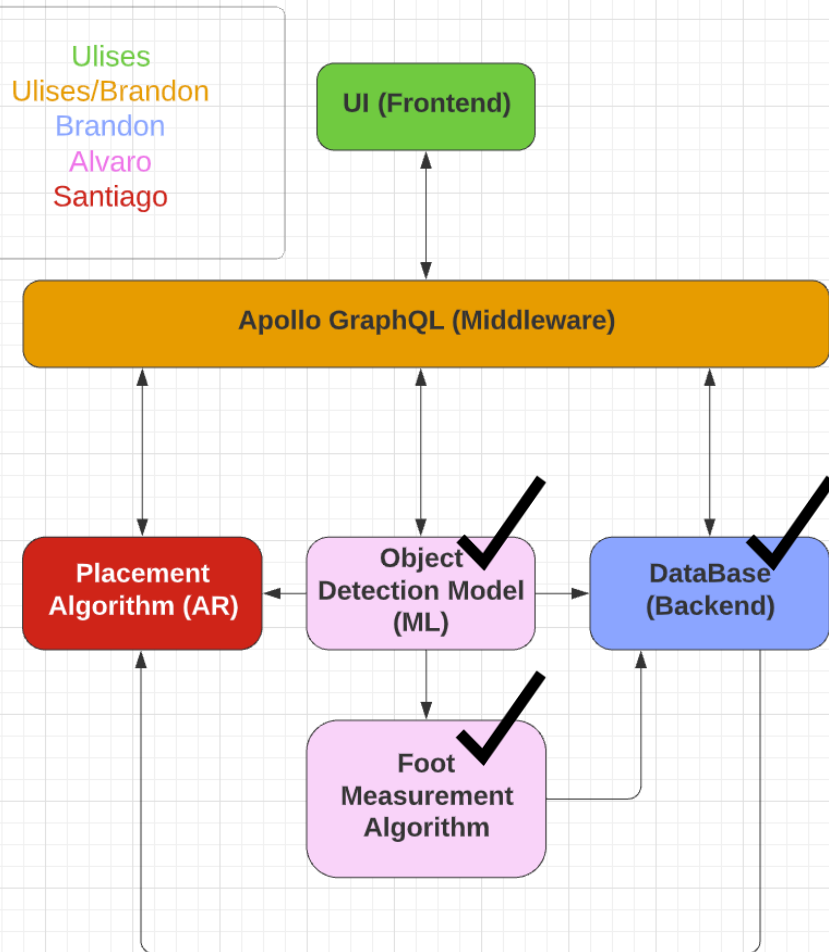 Ulises
Ulises/Brandon
Brandon
Alvaro
Santiago
UI (Frontend)
Apollo GraphQL (Middleware)
Placement
Algorithm (AR)
Object
Detection Model
(ML)
DataBase
(Backend)
Foot
Measurement
Algorithm